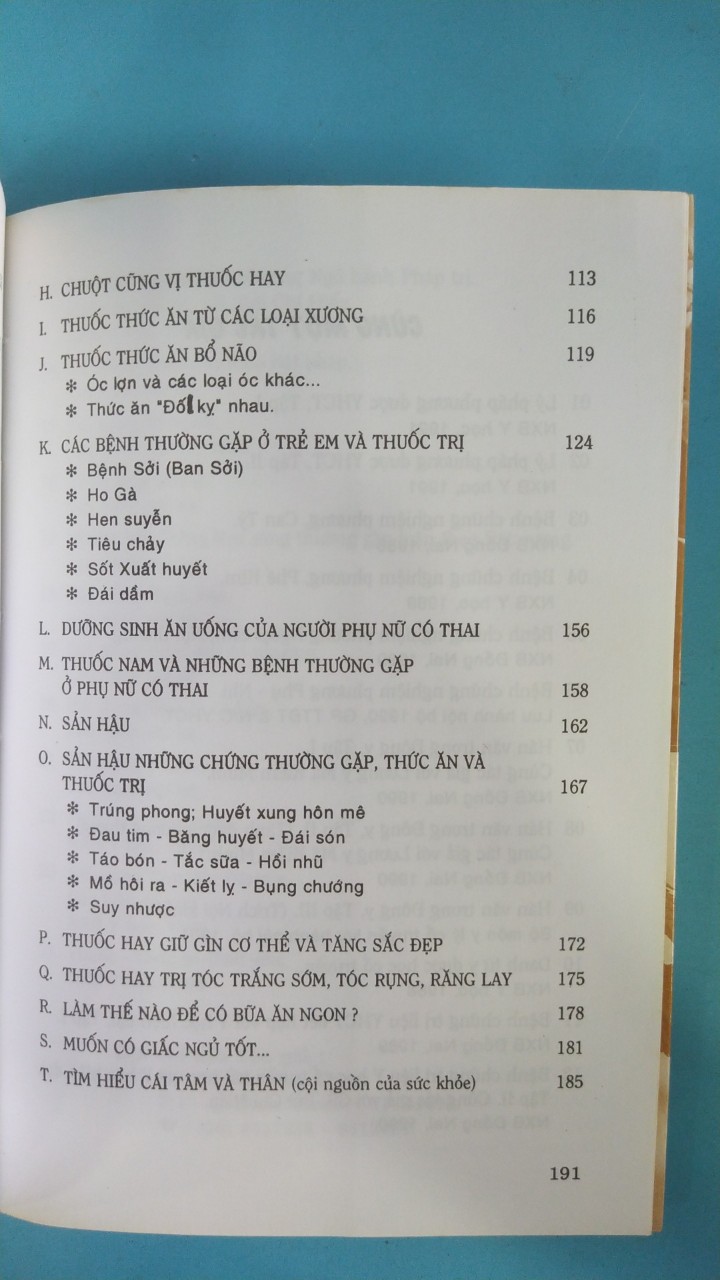 H. CHUỘT CŨNG VỊ THUỐC HAY 113
I. THUỐC THỨC ĂN TỪ CÁC LOẠI XƯƠNG 116
J. THUỐC THỨC ĂN BỔ NÃO 119
* Óc lợn và các loại óc khác...
* Thức ăn "Đối kỵ" nhau.
K. CÁC BỆNH THƯỜNG GẶP Ở TRẺ EM VÀ THUỐC TRỊ 124
* Bệnh Sởi (Ban Sởi)
* Ho Gà
* Hen suyễn
* Tiêu chảy
* Sốt Xuất huyết
* Đái dầm
L. DƯỠNG SINH ĂN UỐNG CỦA NGƯỜI PHỤ NỮ CÓ THAI 156
M. THUỐC NAM VÀ NHỮNG BỆNH THƯỜNG GẶP
Ở PHỤ NỮ CÓ THAI 158
N. SẢN HẬU 162
O. SẢN HẬU NHỮNG CHỨNG THƯỜNG GẶP, THỨC ĂN VÀ
THUỐC TRỊ 167
* Trúng phong; Huyết xung hôn mê
* Đau tim - Băng huyết - Đái són
* Táo bón - Tắc sữa - Hồi nhũ
* Mồ hôi ra - Kiết lỵ - Bụng chướng
* Suy nhược
P. THUỐC HAY GIỮ GÌN CƠ THỂ VÀ TĂNG SẮC ĐẸP 172
Q. THUỐC HAY TRỊ TÓC TRẮNG SỚM, TÓC RỤNG, RĂNG LAY 175
R. LÀM THẾ NÀO ĐỂ CÓ BỮA ĂN NGON ? 178
S. MUỐN CÓ GIẤC NGỦ TỐT... 181
T. TÌM HIỂU CÁI TÂM VÀ THÂN (cội nguồn của sức khỏe) 185
191